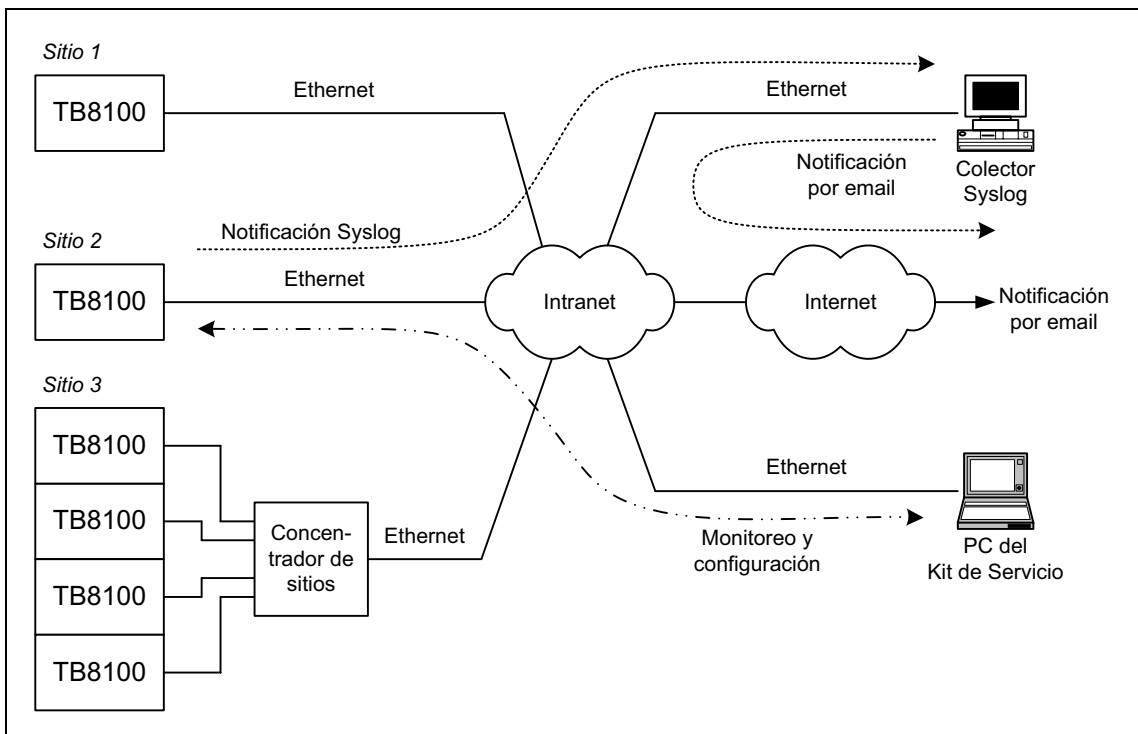 Sitio 1
TB8100
Ethernet
Ethernet
Colector
Syslog
Notificación
por email
Sitio 2
TB8100
Notificación Syslog
Ethernet
Intranet
Internet
Notificación
por email
Sitio 3
TB8100
TB8100
TB8100
TB8100
Concen-
trador de
sitios
Ethernet
Ethernet
Monitoreo y
configuración
PC del
Kit de Servicio